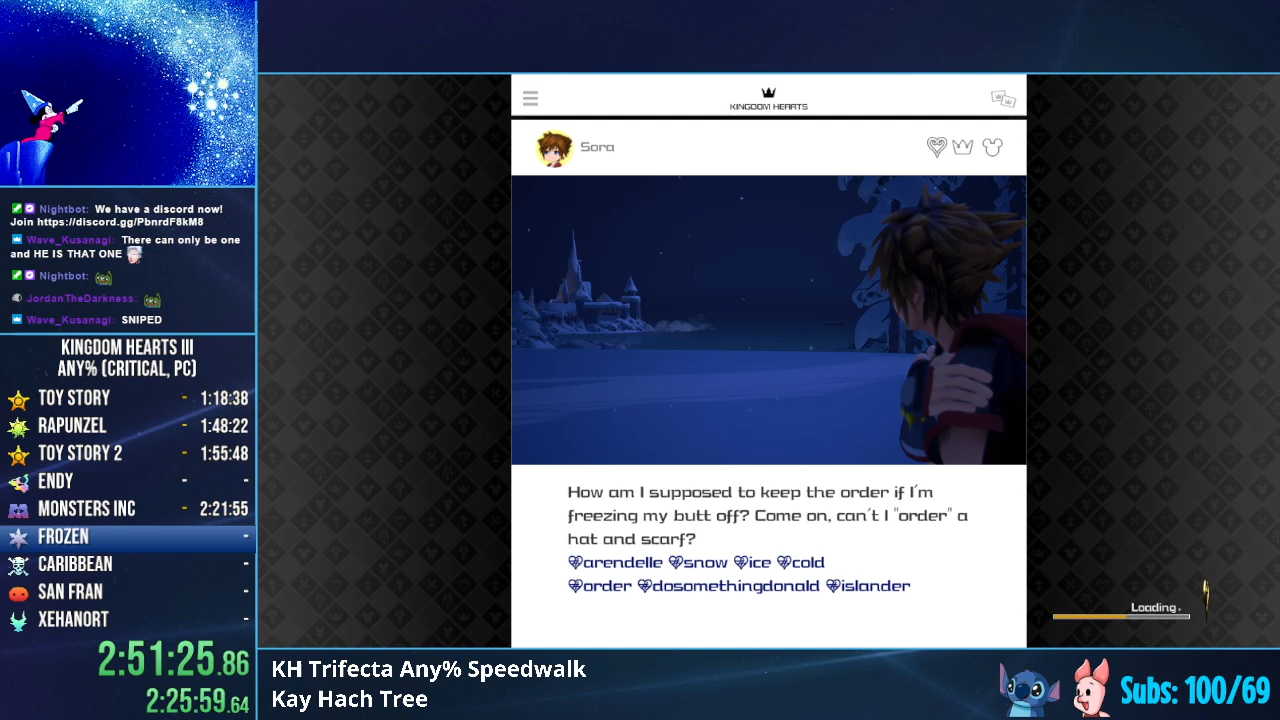 Nightbot: We have a discord now!
Join https://discord.gg/PbnrdF8kM8
Wave_Kusanagi: There can only be one
and HE IS THAT ONE
Nightbot:
JordanTheDarkness:
Wave_Kusanagi: SNIPED
KINGDOM HEARTS III
ANY% (CRITICAL, PC)
TOY STORY - 1:18:38
RAPUNZEL - 1:48:22
TOY STORY 2 - 1:55:48
ENDY - -
MONSTERS INC - 2:21:55
FROZEN -
CARIBBEAN -
SAN FRAN -
XEHANORT -
2:51:25.86
2:25:59.64
KINGDOM HEARTS
Sora
How am I supposed to keep the order if I'm
freezing my butt off? Come on, can't I "order" a
hat and scarf?
arendelle snow ice cold
order dosomethingdonald islander
Loading.
KH Trifecta Any% Speedwalk
Kay Hach Tree
Subs: 100/69